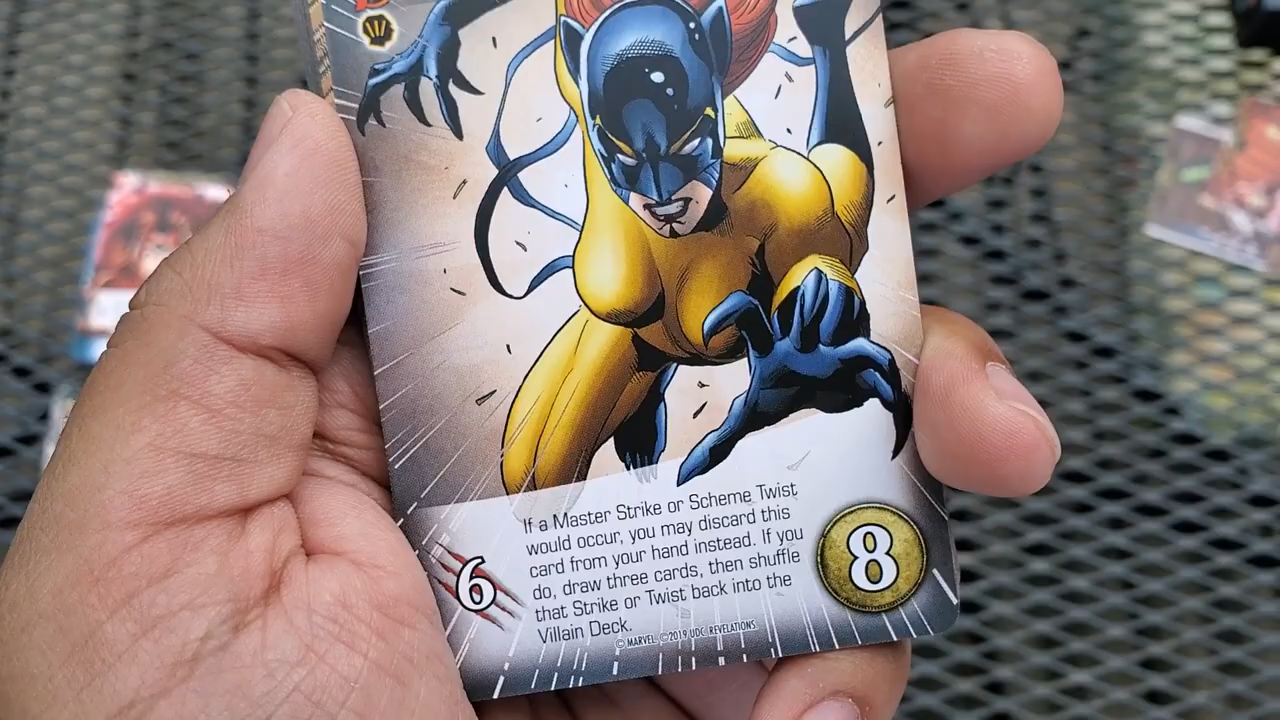 If a Master Strike or Scheme Twist
would occur, you may discard this
card from your hand instead. If you
do, draw three cards, then shuffle
that Strike or Twist back into the
Villain Deck.
6
8
© MARVEL ©2019 UDC REVELATIONS